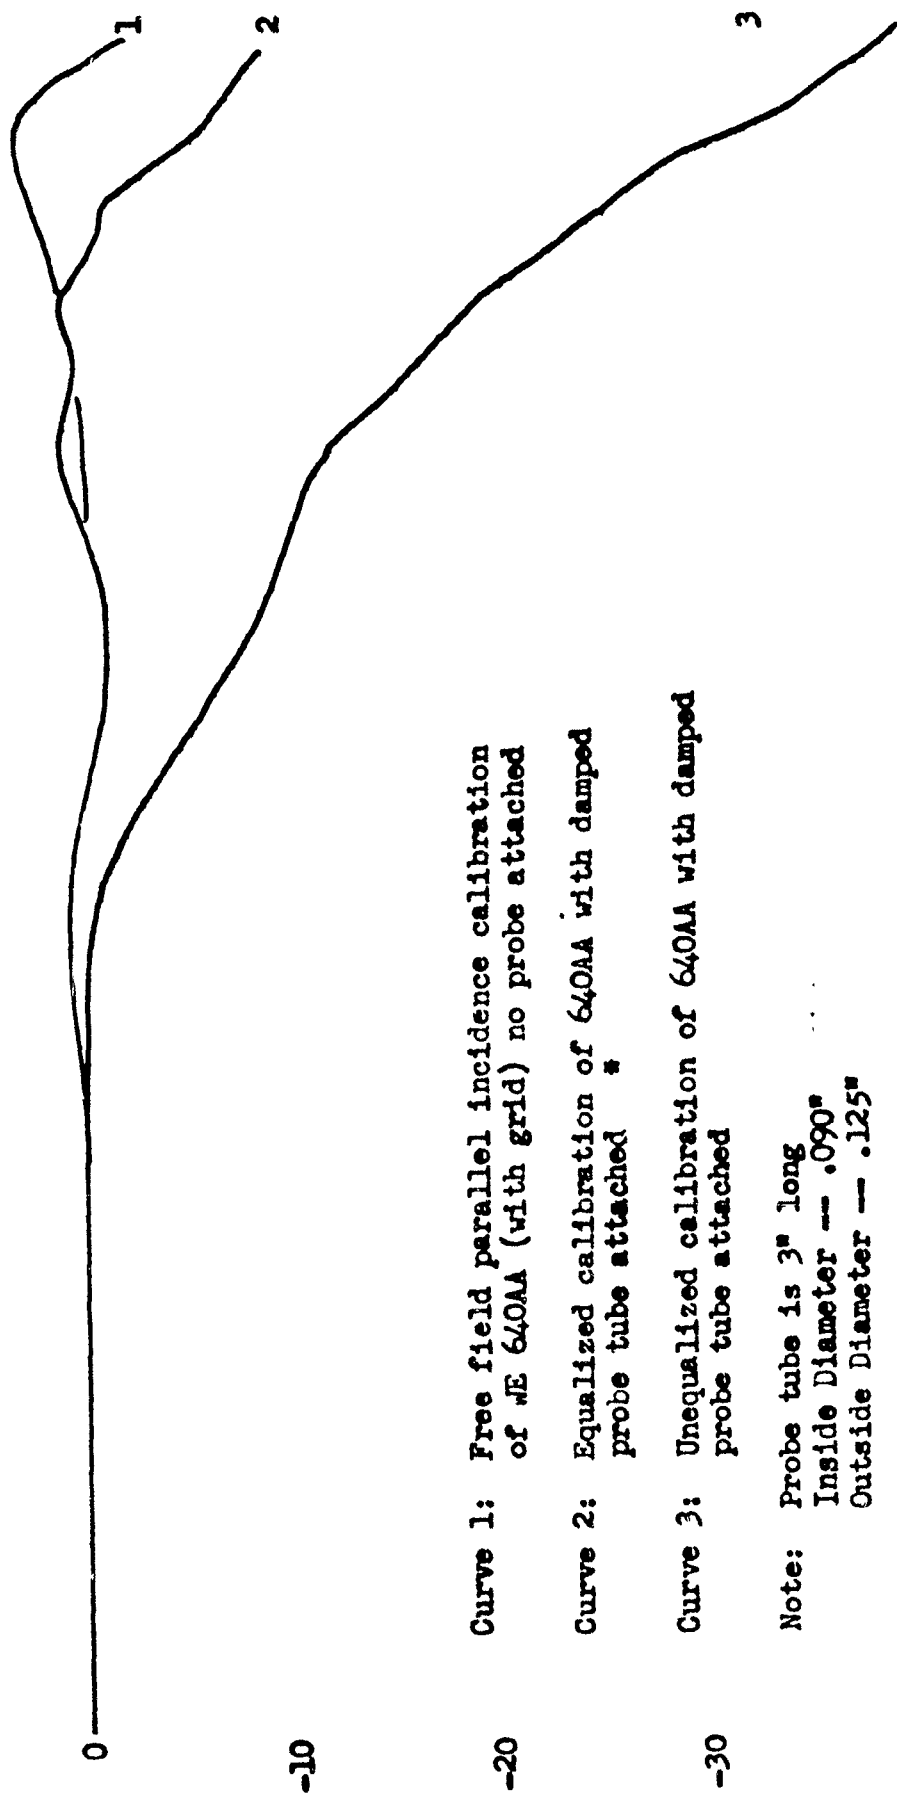 1
2
3
0
-10
-20
-30
Curve 1: Free field parallel incidence calibration
of WE 640AA (with grid) no probe attached
Curve 2: Equalized calibration of 640AA with damped
probe tube attached *
Curve 3: Unequalized calibration of 640AA with damped
probe tube attached
Note: Probe tube is 3" long
Inside Diameter — .090"
Outside Diameter — .125"